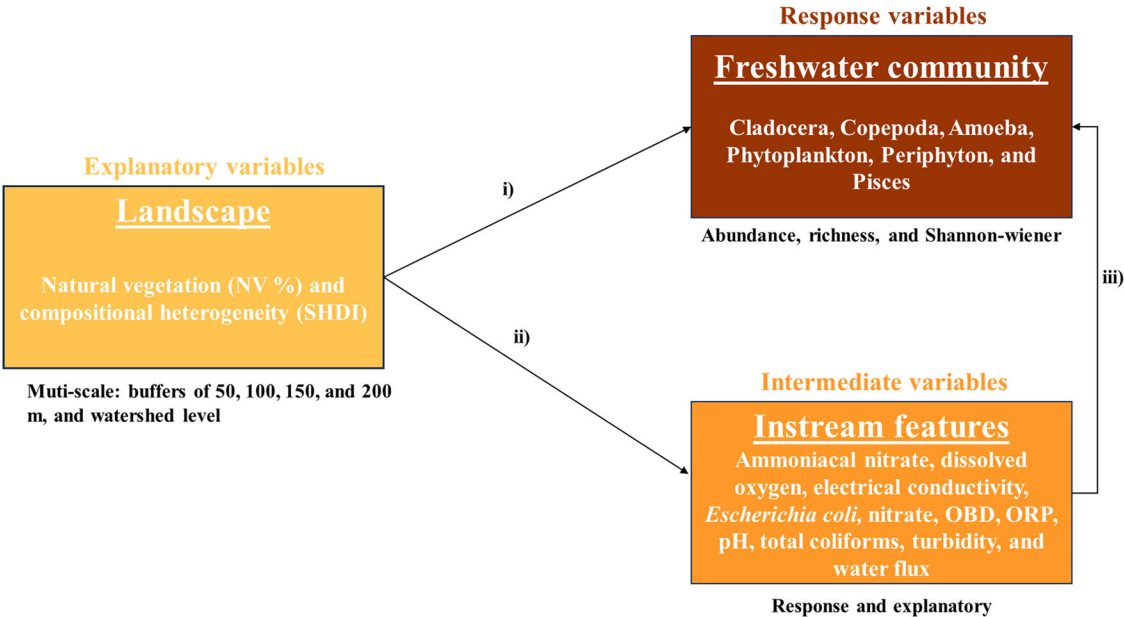 Response variables
Freshwater community
Cladocera, Copepoda, Amoeba,
Phytoplankton, Periphyton, and
Pisces
Abundance, richness, and Shannon-wiener
Explanatory variables
Landscape
Natural vegetation (NV %) and
compositional heterogeneity (SHDI)
Muti-scale: buffers of 50, 100, 150, and 200
m, and watershed level
i)
ii)
iii)
Intermediate variables
Instream features
Ammoniacal nitrate, dissolved
oxygen, electrical conductivity,
Escherichia coli, nitrate, OBD, ORP,
pH, total coliforms, turbidity, and
water flux
Response and explanatory